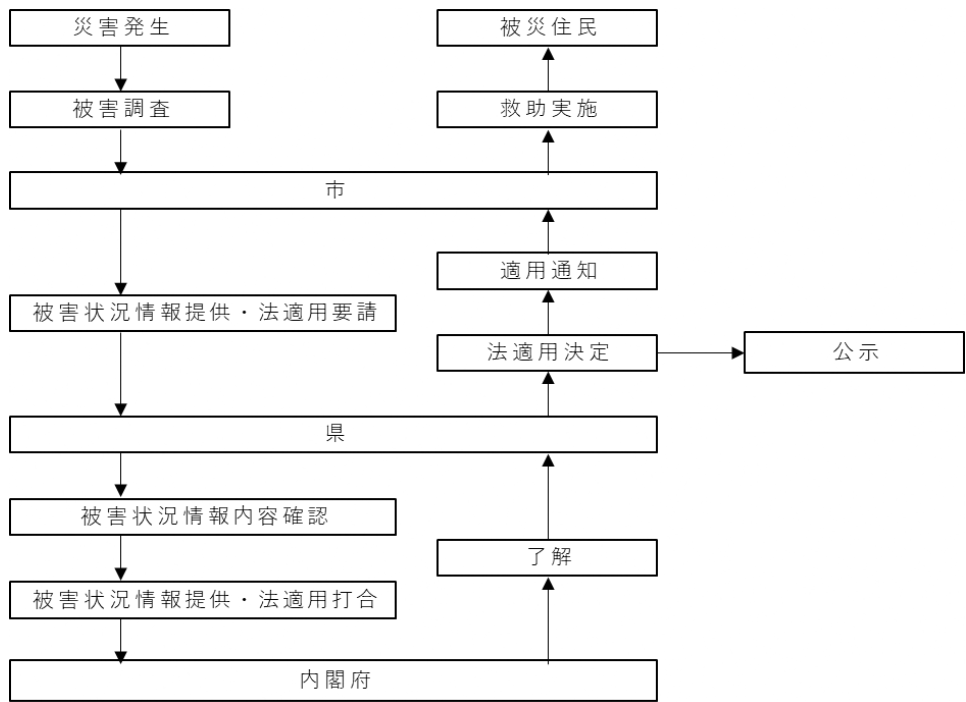 災害発生
被災住民
被害調査
救助実施
市
適用通知
被害状況情報提供・法適用要請
法適用決定
公示
県
被害状況情報内容確認
了解
被害状況情報提供・法適用打合
内閣府